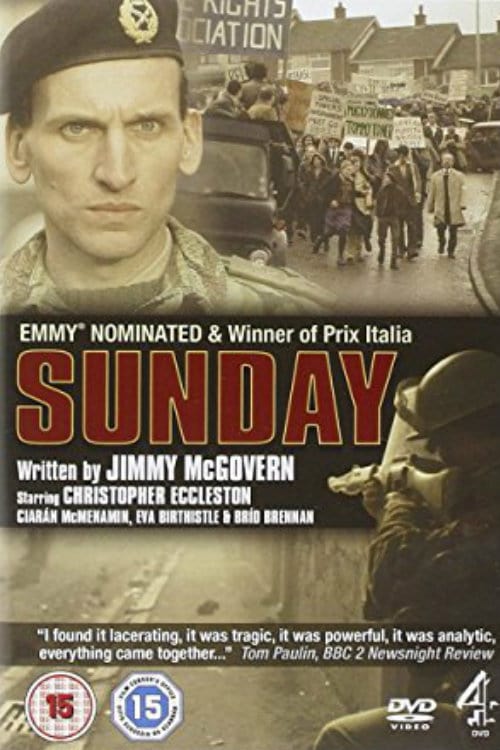 RIGHTS
CIATION
EMMY® NOMINATED & Winner of Prix Italia
SUNDAY
Written by JIMMY McGOVERN
Starring CHRISTOPHER ECCLESTON
CIARÁN McMENAMIN, EVA BIRTHISTLE & BRÍD BRENNAN
"I found it lacerating, it was tragic, it was powerful, it was analytic,
everything came together..." Tom Paulin, BBC 2 Newsnight Review
15
15
DVD
VIDEO
4
DVD